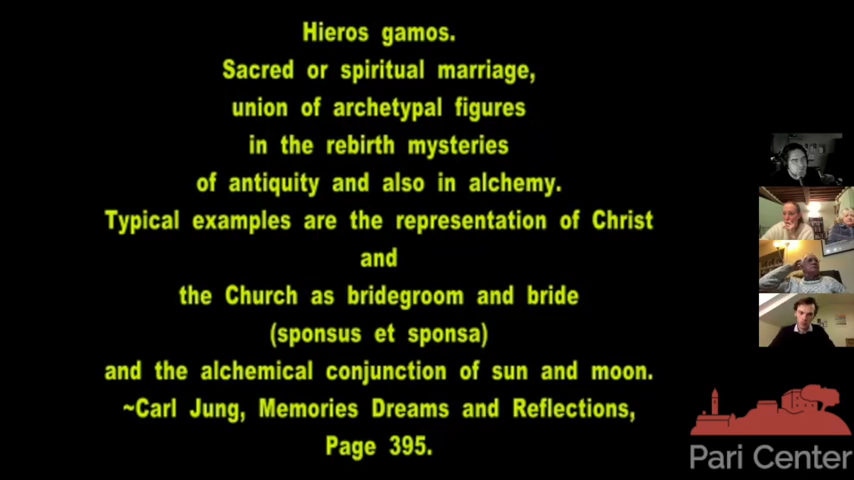 Hieros gamos.
Sacred or spiritual marriage,
union of archetypal figures
in the rebirth mysteries
of antiquity and also in alchemy.
Typical examples are the representation of Christ
and
the Church as bridegroom and bride
(sponsus et sponsa)
and the alchemical conjunction of sun and moon.
~Carl Jung, Memories Dreams and Reflections,
Page 395.
Pari Center